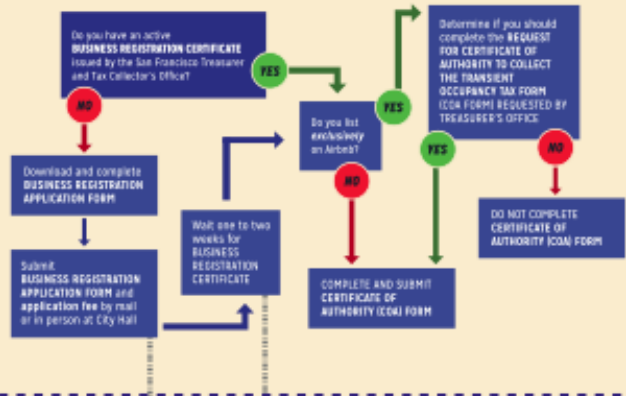 Do you have an active
BUSINESS REGISTRATION CERTIFICATE
issued by the San Francisco Treasurer
and Tax Collector's Office?
YES
NO
Download and complete
BUSINESS REGISTRATION
APPLICATION FORM
Submit
BUSINESS REGISTRATION
APPLICATION FORM and
application fee by mail
or in person at City Hall
Wait one to two
weeks for
BUSINESS
REGISTRATION
CERTIFICATE
Do you list
exclusively
on Airbnb?
YES
NO
COMPLETE AND SUBMIT
CERTIFICATE OF
AUTHORITY (COA) FORM
Determine if you should
complete the REQUEST
FOR CERTIFICATE OF
AUTHORITY TO COLLECT
THE TRANSIENT
OCCUPANCY TAX FORM
(COA FORM) REQUESTED BY
TREASURER'S OFFICE
YES
NO
DO NOT COMPLETE
CERTIFICATE OF
AUTHORITY (COA) FORM